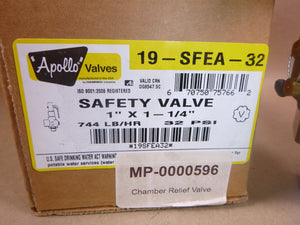 Apollo Valves
19-SFEA-32
ISO 9001:2008 REGISTERED
VALID CRN
OG8547.5C
6 70750 75766 2
SAFETY VALVE
1" X 1-1/4"
744 LB/HR 32 PSI
*19SFEA32*
U.S. SAFE DRINKING WATER ACT
potable water services
MP-0000596
Chamber Relief Valve